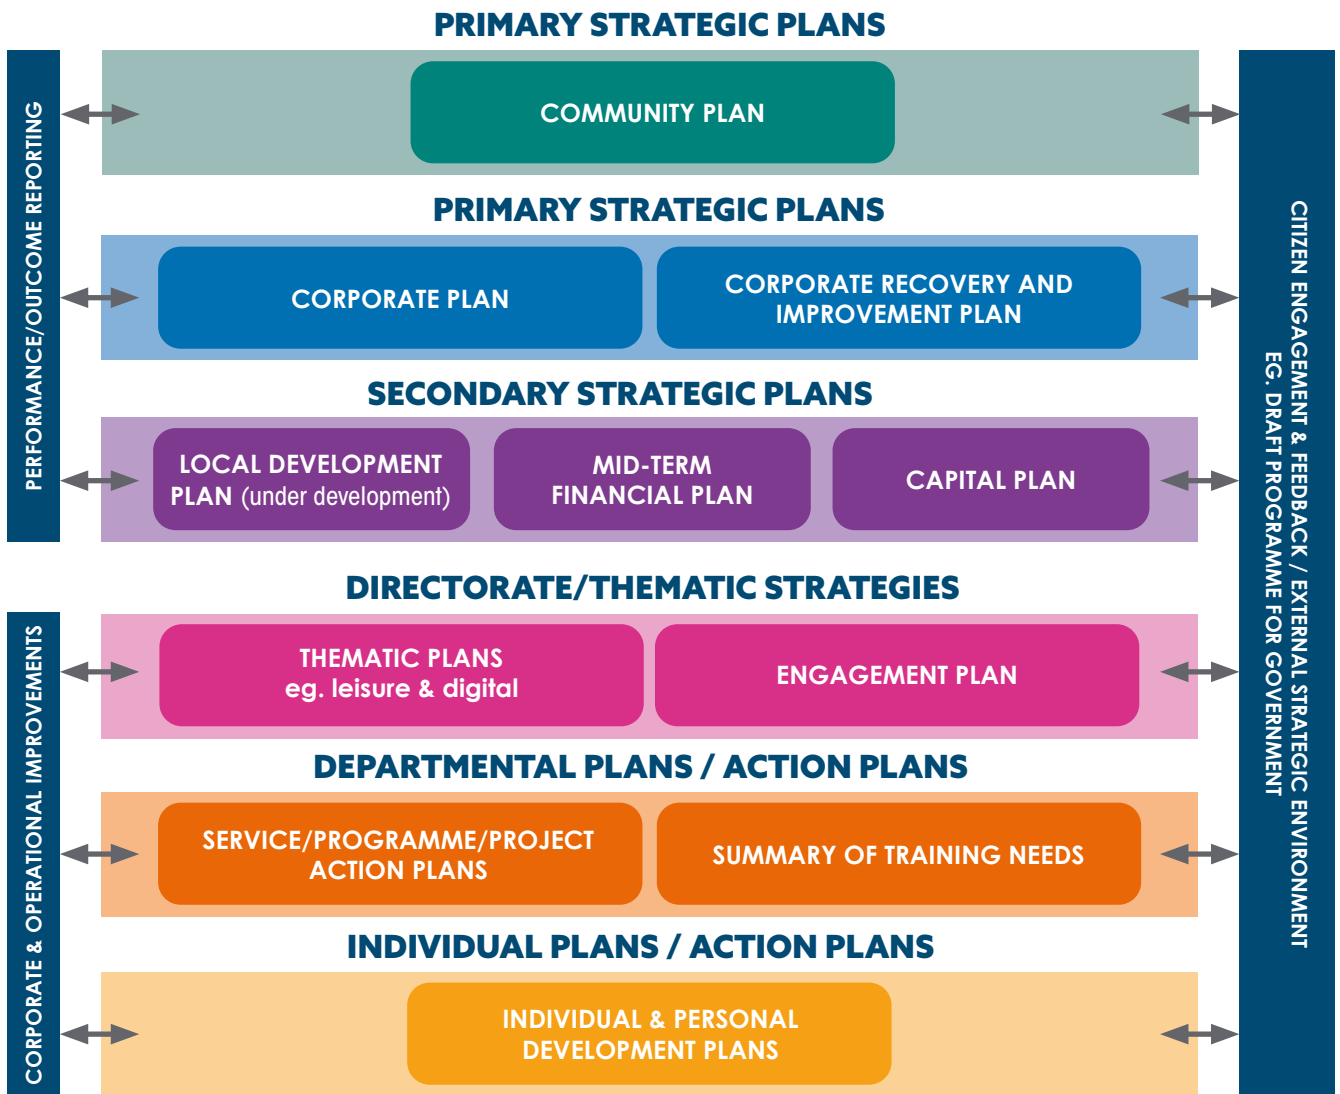 PRIMARY STRATEGIC PLANS
COMMUNITY PLAN
PRIMARY STRATEGIC PLANS
CORPORATE PLAN
CORPORATE RECOVERY AND
IMPROVEMENT PLAN
SECONDARY STRATEGIC PLANS
LOCAL DEVELOPMENT
PLAN (under development)
MID-TERM
FINANCIAL PLAN
CAPITAL PLAN
DIRECTORATE/THEMATIC STRATEGIES
THEMATIC PLANS
eg. leisure & digital
ENGAGEMENT PLAN
DEPARTMENTAL PLANS / ACTION PLANS
SERVICE/PROGRAMME/PROJECT
ACTION PLANS
SUMMARY OF TRAINING NEEDS
INDIVIDUAL PLANS / ACTION PLANS
INDIVIDUAL & PERSONAL
DEVELOPMENT PLANS
PERFORMANCE/OUTCOME REPORTING
CORPORATE & OPERATIONAL IMPROVEMENTS
CITIZEN ENGAGEMENT & FEEDBACK / EXTERNAL STRATEGIC ENVIRONMENT
EG. DRAFT PROGRAMME FOR GOVERNMENT